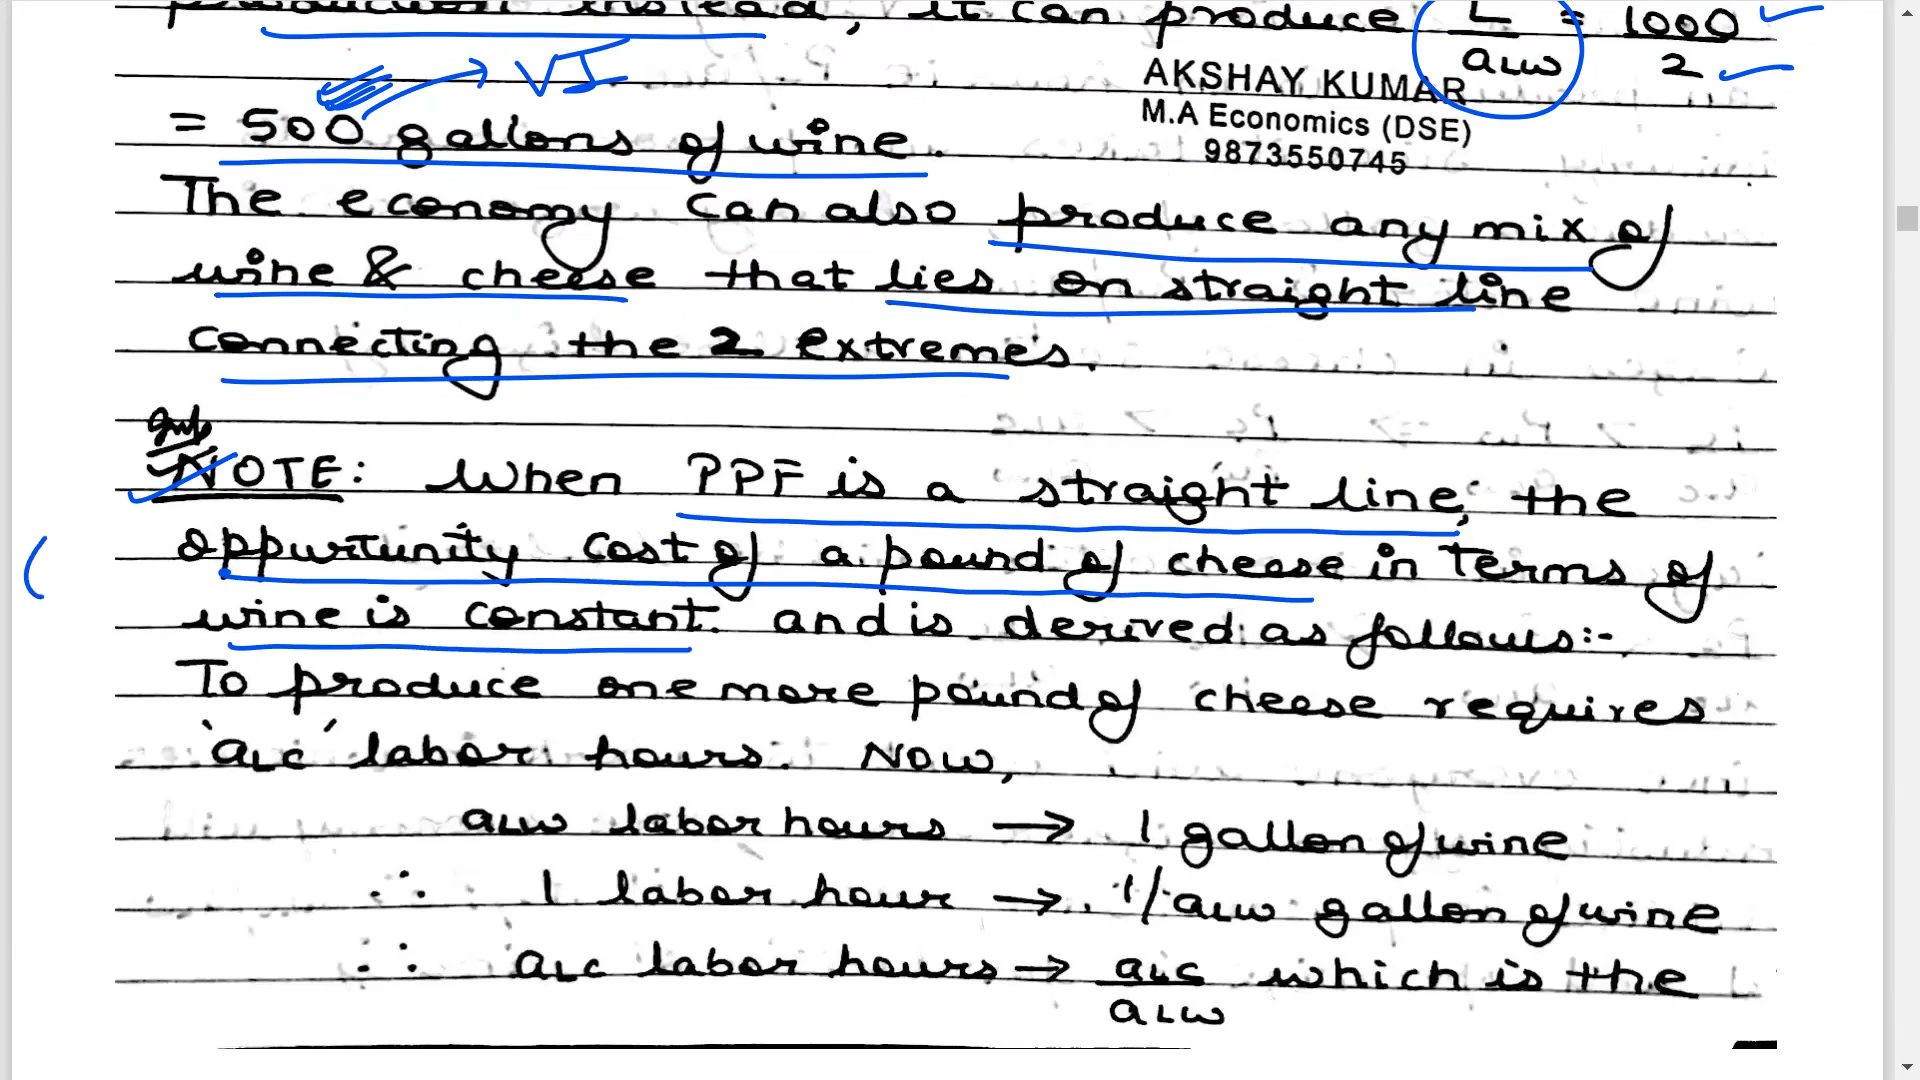 production instead, it can produce L/aLW = 1000/2
→ VI
AKSHAY KUMAR
M.A Economics (DSE)
9873550745
= 500 gallons of wine.
The economy can also produce any mix of
wine & cheese that lies on straight line
connecting the 2 extremes.
NOTE: When PPF is a straight line, the
oppurtunity cost of a pound of cheese in terms of
wine is constant. and is derived as follows:-
To produce one more pound of cheese requires
'aLC' labor hours. Now,
aLW labor hours → 1 gallon of wine
∴ 1 labor hour → 1/aLW gallon of wine
∴ aLC labor hours → aLC/aLW which is the